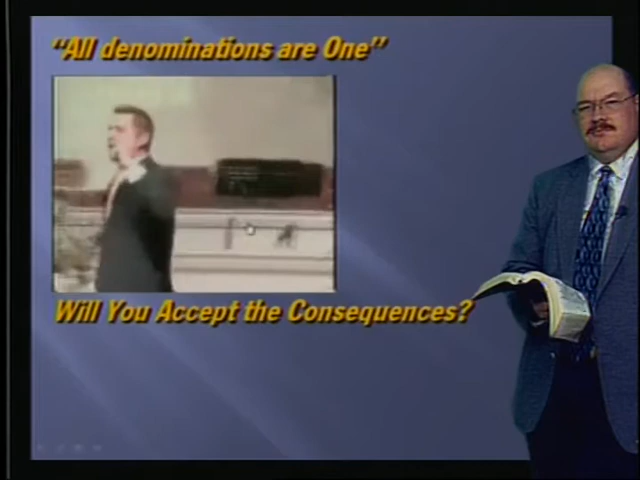 "All denominations are One"
Will You Accept the Consequences?